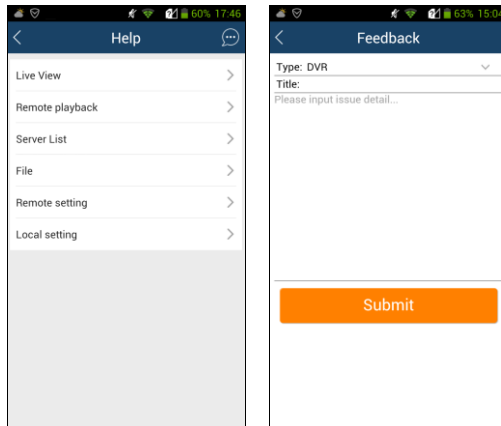 60% 17:46
Help
Live View
Remote playback
Server List
File
Remote setting
Local setting
63% 15:04
Feedback
Type: DVR
Title:
Please input issue detail...
Submit